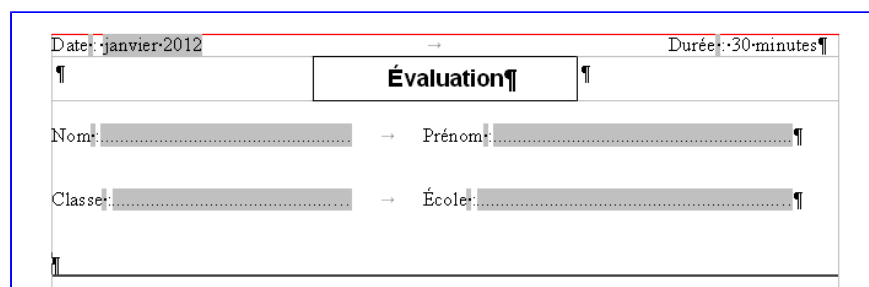 Date : janvier 2012 → Durée : 30 minutes¶
¶ Évaluation¶ ¶
Nom :.......................................... → Prénom :.......................................................¶
Classe :........................................ → École :..........................................................¶
¶